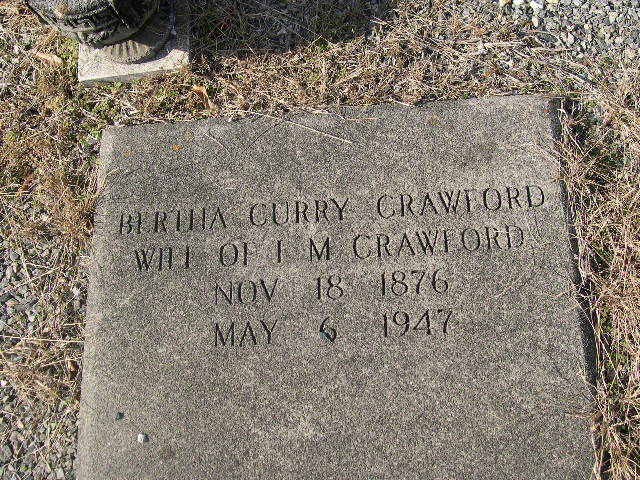 BERTHA CURRY CRAWFORD
WIFE OF I M CRAWFORD
NOV 18 1876
MAY 6 1947